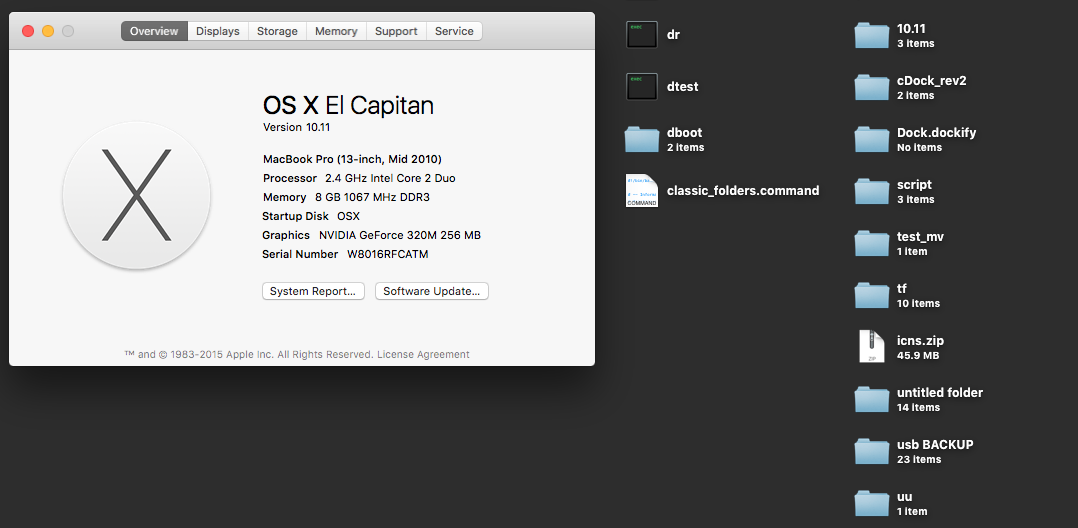 Overview Displays Storage Memory Support Service
OS X El Capitan
Version 10.11
MacBook Pro (13-inch, Mid 2010)
Processor 2.4 GHz Intel Core 2 Duo
Memory 8 GB 1067 MHz DDR3
Startup Disk OSX
Graphics NVIDIA GeForce 320M 256 MB
Serial Number W8016RFCATM
System Report... Software Update...
™ and © 1983-2015 Apple Inc. All Rights Reserved. License Agreement
exec
dr
exec
dtest
dboot
2 items
COMMAND
classic_folders.command
10.11
3 items
cDock_rev2
2 items
Dock.dockify
No items
script
3 items
test_mv
1 item
tf
10 items
ZIP
icns.zip
45.9 MB
untitled folder
14 items
usb BACKUP
23 items
uu
1 item